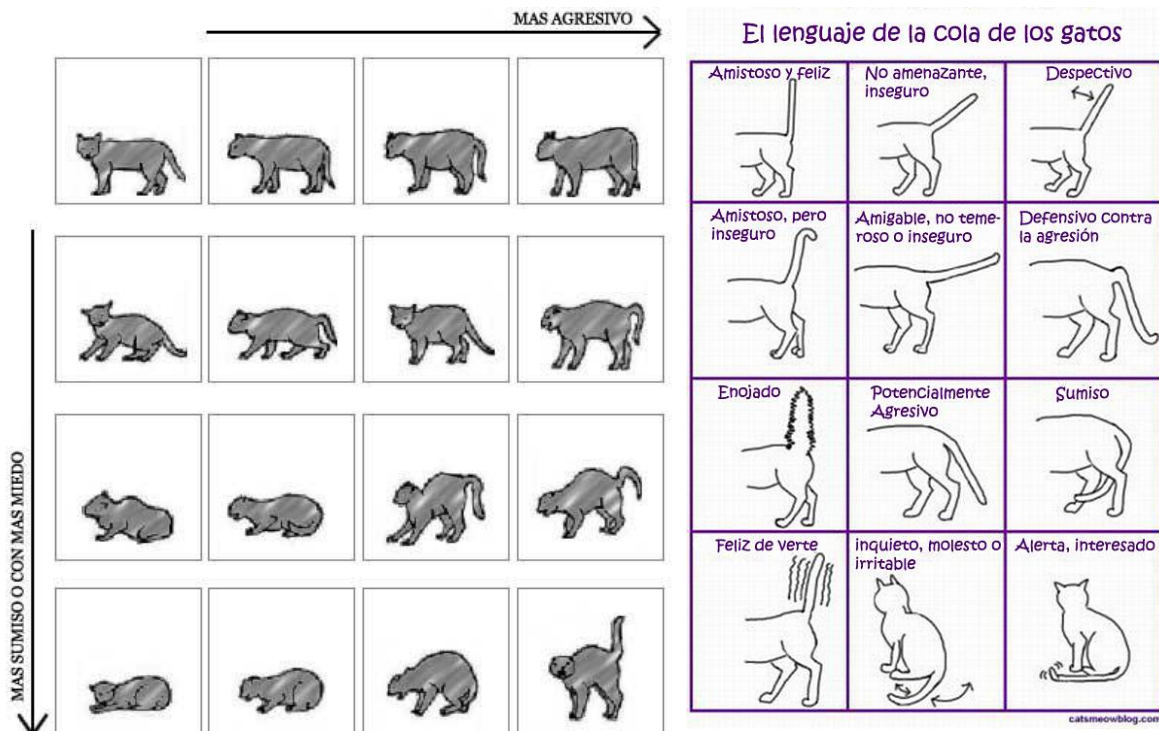 MAS AGRESIVO
MAS SUMISO O CON MAS MIEDO
El lenguaje de la cola de los gatos
Amistoso y feliz
No amenazante,
inseguro
Despectivo
Amistoso, pero
inseguro
Amigable, no teme-
roso o inseguro
Defensivo contra
la agresión
Enojado
Potencialmente
Agresivo
Sumiso
Feliz de verte
inquieto, molesto o
irritable
Alerta, interesado
catsmeowblog.com